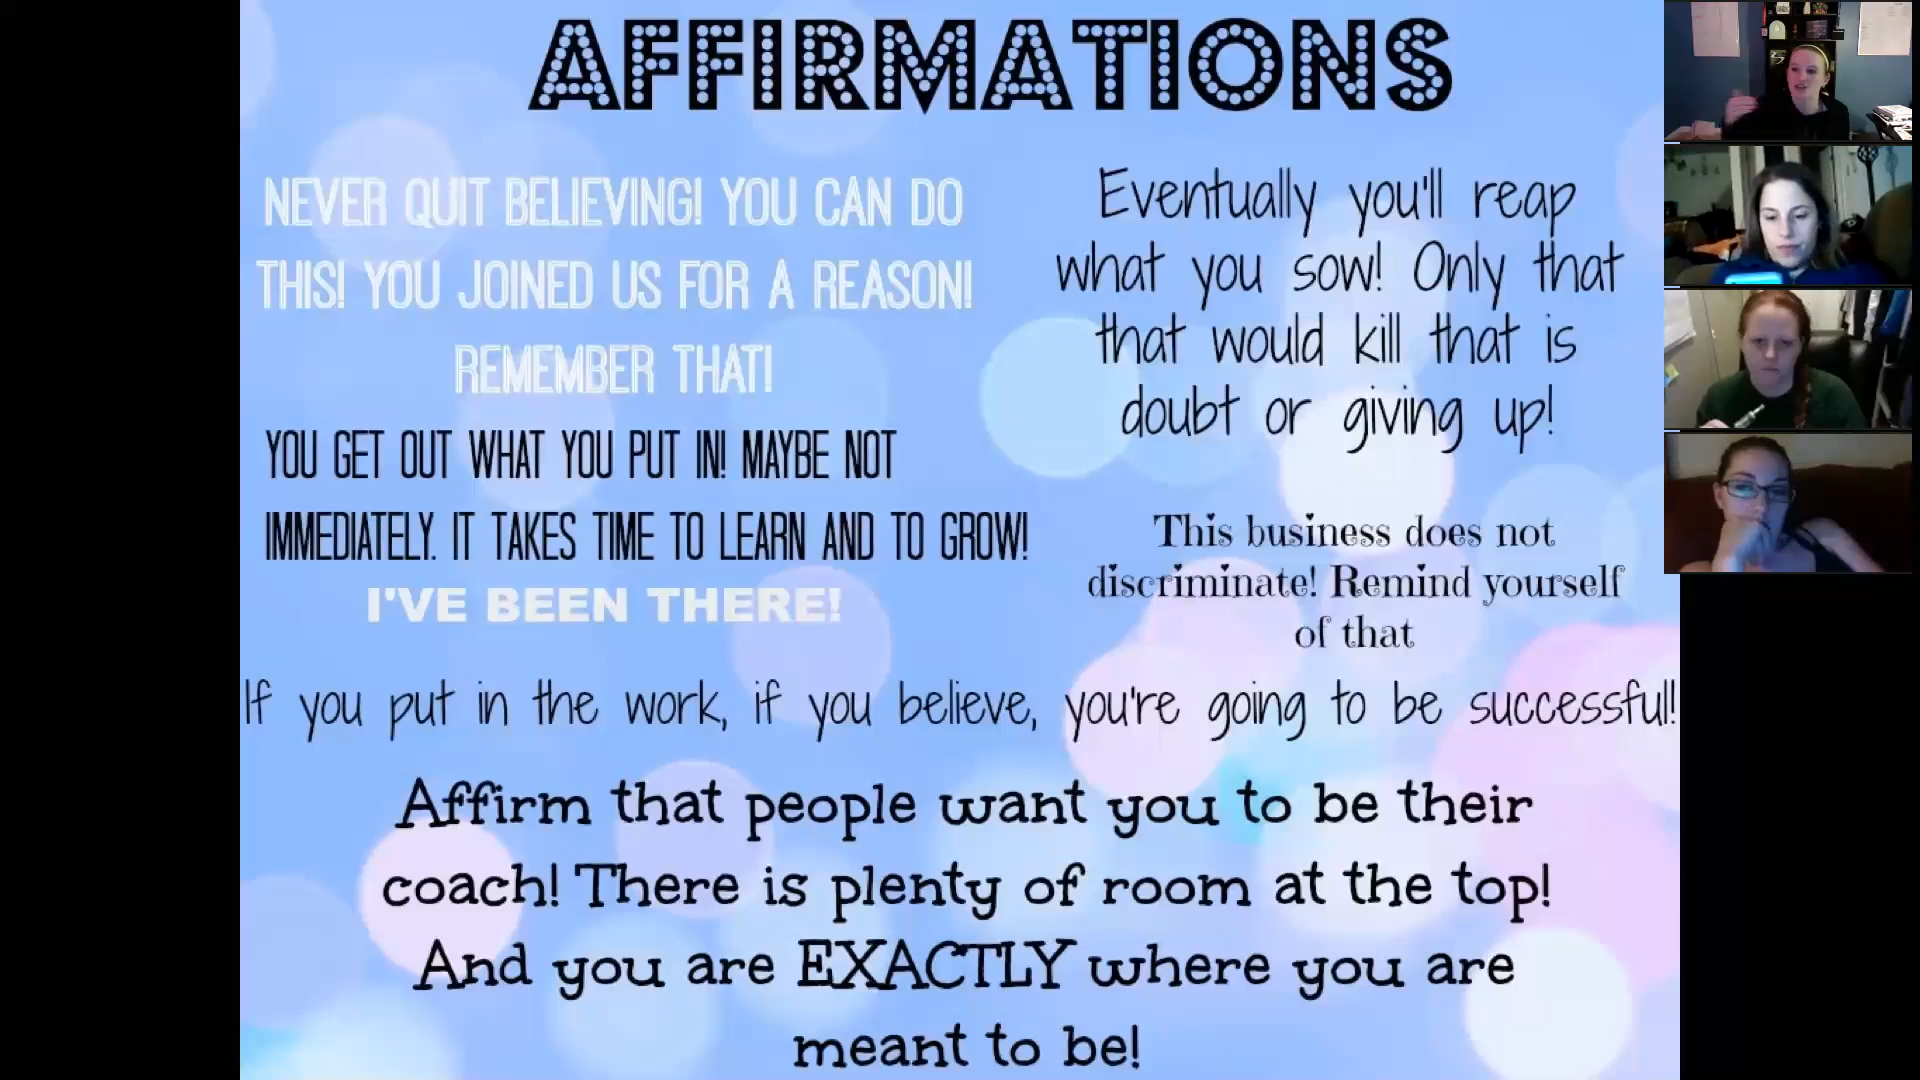 AFFIRMATIONS
NEVER QUIT BELIEVING! YOU CAN DO
THIS! YOU JOINED US FOR A REASON!
REMEMBER THAT!
YOU GET OUT WHAT YOU PUT IN! MAYBE NOT
IMMEDIATELY. IT TAKES TIME TO LEARN AND TO GROW!
I'VE BEEN THERE!
Eventually you'll reap
what you sow! Only that
that would kill that is
doubt or giving up!
This business does not
discriminate! Remind yourself
of that
If you put in the work, if you believe, you're going to be successful!
Affirm that people want you to be their
coach! There is plenty of room at the top!
And you are EXACTLY where you are
meant to be!